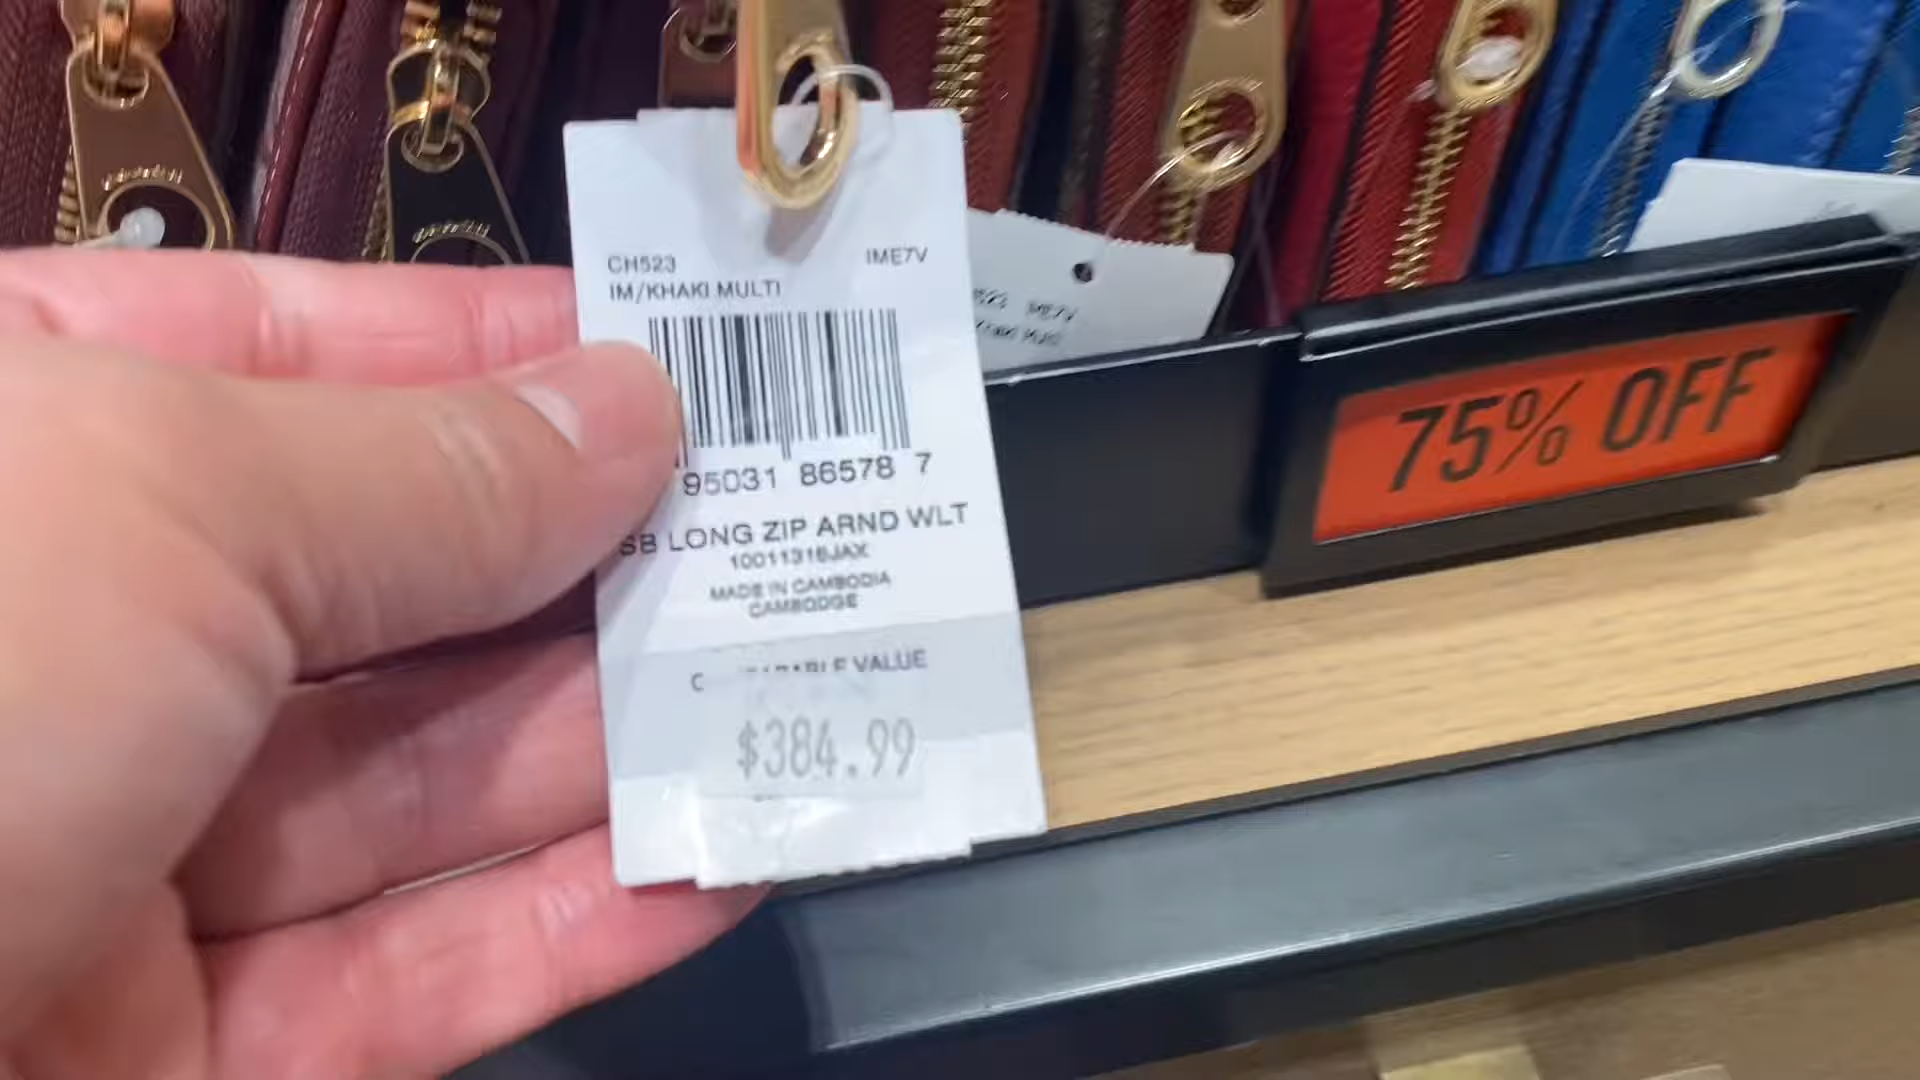 CH523 IME7V
IM/KHAKI MULTI
95031 86578 7
SB LONG ZIP ARND WLT
10011316JAX
MADE IN CAMBODIA
CAMBODGE
VALUE
$384.99
75% OFF